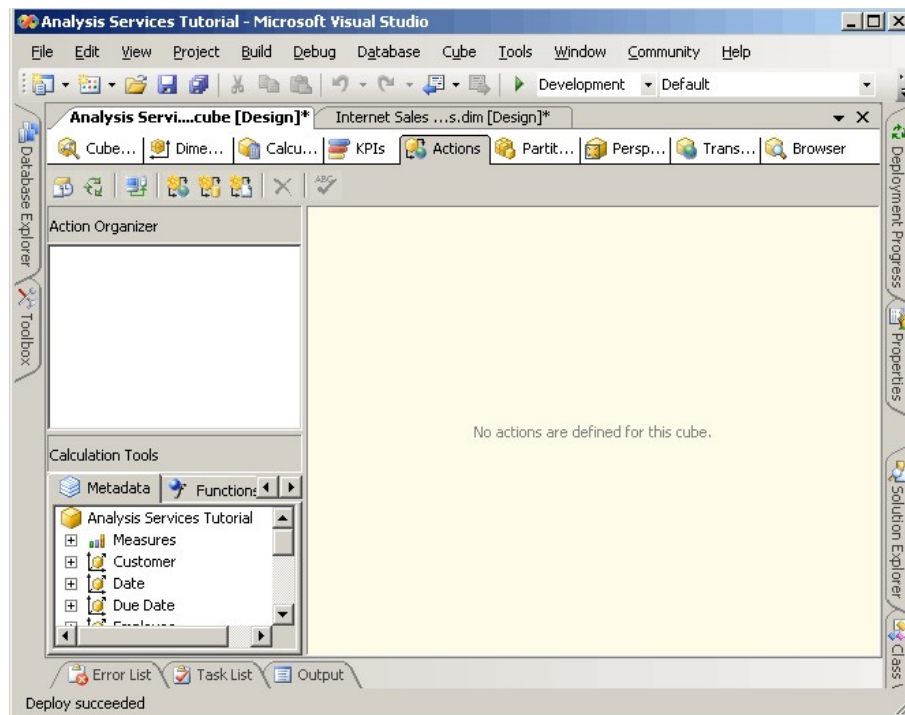 Analysis Services Tutorial - Microsoft Visual Studio
File Edit View Project Build Debug Database Cube Tools Window Community Help
Development Default
Analysis Servi....cube [Design]* Internet Sales ...s.dim [Design]*
Cube... Dime... Calcu... KPIs Actions Partit... Persp... Trans... Browser
ABC
Database Explorer
Toolbox
Action Organizer
No actions are defined for this cube.
Calculation Tools
Metadata Functions
Analysis Services Tutorial
Measures
Customer
Date
Due Date
Deployment Progress
Properties
Solution Explorer
Class
Error List Task List Output
Deploy succeeded